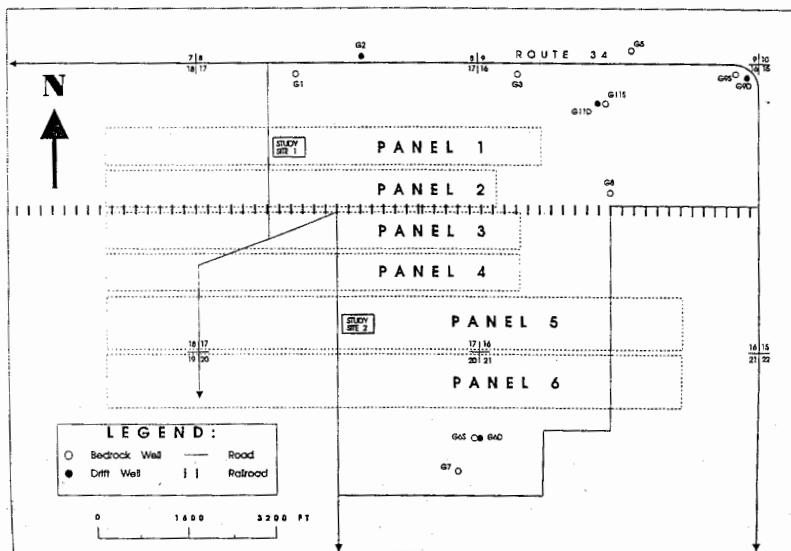 G2
G5
7 8
18 17
8 9
17 16
ROUTE 34
9 10
16 15
G1
G3
G9S
G9D
N
G11S
G11D
STUDY
SITE 1
PANEL 1
PANEL 2
G8
PANEL 3
PANEL 4
STUDY
SITE 2
PANEL 5
18 17
19 20
17 16
20 21
16 15
21 22
PANEL 6
LEGEND:
Bedrock Well
Road
Drift Well
Railroad
G6S
G6D
G7
0 1600 3200 FT